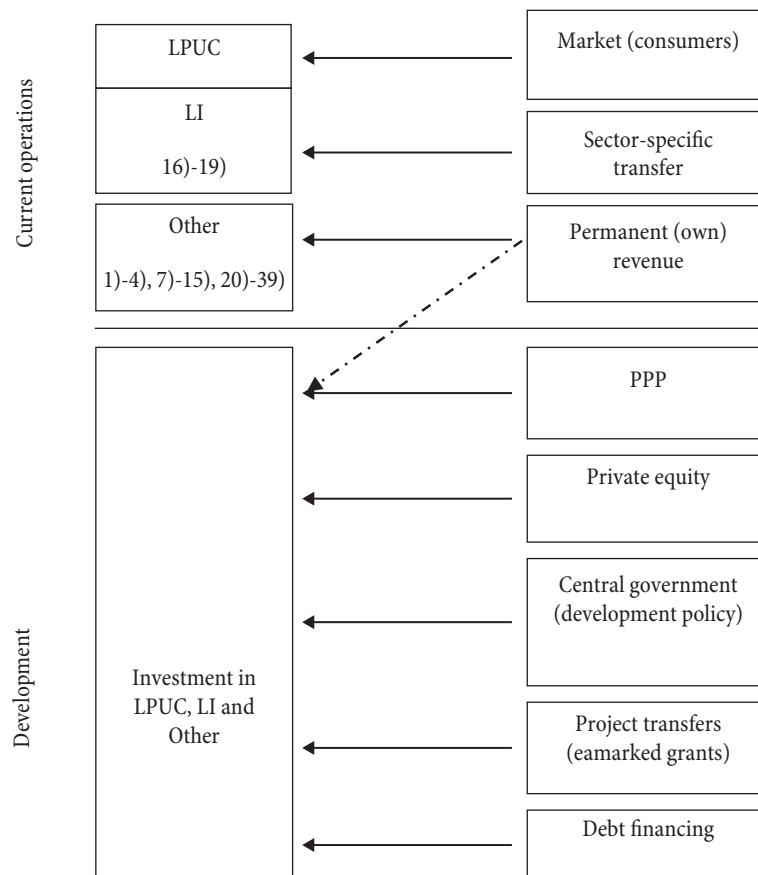 Current operations
LPUC
LI
16)-19)
Other
1)-4), 7)-15), 20)-39)
Market (consumers)
Sector-specific
transfer
Permanent (own)
revenue
Development
Investment in
LPUC, LI and
Other
PPP
Private equity
Central government
(development policy)
Project transfers
(eamarked grants)
Debt financing